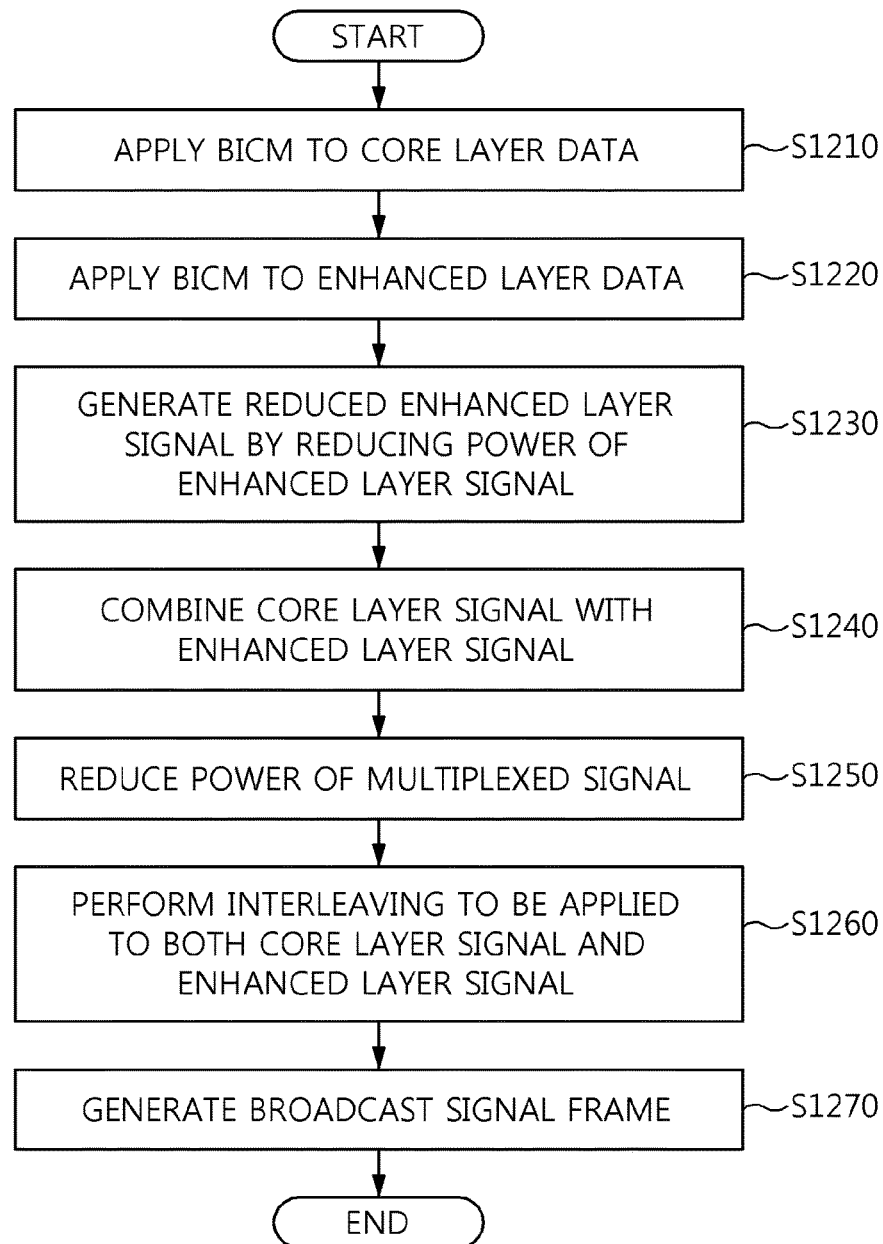 START
APPLY BICM TO CORE LAYER DATA
S1210
APPLY BICM TO ENHANCED LAYER DATA
S1220
GENERATE REDUCED ENHANCED LAYER
SIGNAL BY REDUCING POWER OF
ENHANCED LAYER SIGNAL
S1230
COMBINE CORE LAYER SIGNAL WITH
ENHANCED LAYER SIGNAL
S1240
REDUCE POWER OF MULTIPLEXED SIGNAL
S1250
PERFORM INTERLEAVING TO BE APPLIED
TO BOTH CORE LAYER SIGNAL AND
ENHANCED LAYER SIGNAL
S1260
GENERATE BROADCAST SIGNAL FRAME
S1270
END